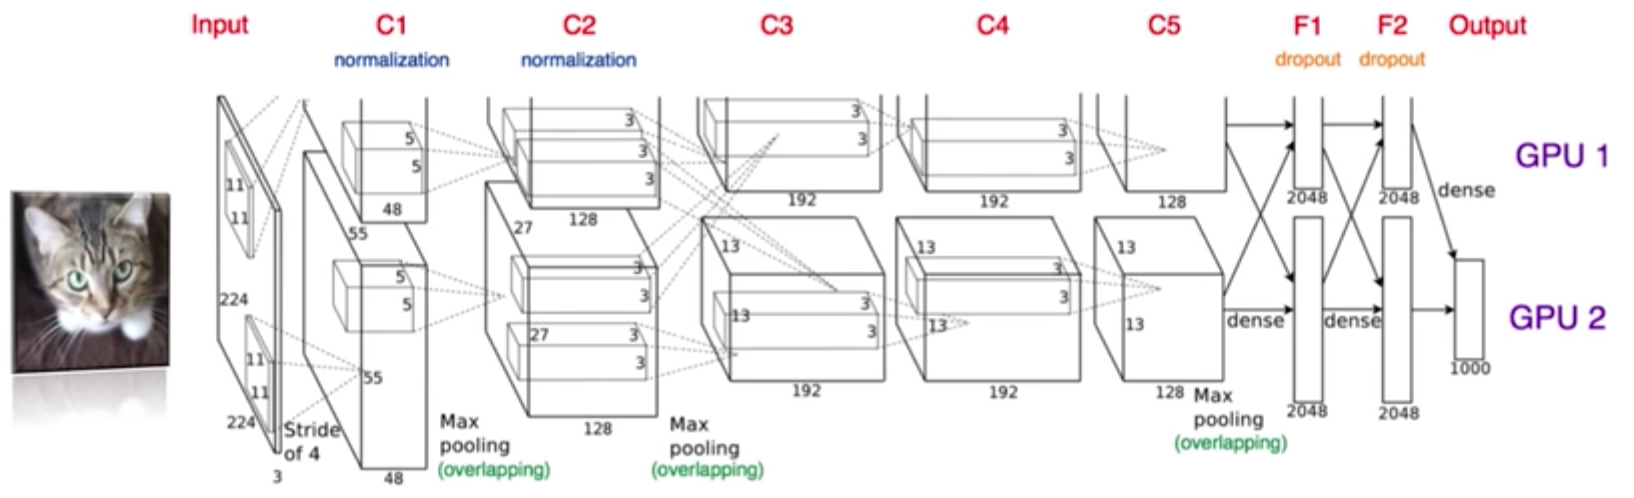 Input C1 C2 C3 C4 C5 F1 F2 Output
normalization normalization dropout dropout
5 3 3 3
5 3 3 3
11 3 3
11
48 128 192 192 128 2048 2048
GPU 1
dense
55 27 13 13 13
5 3
5 3 3 3
224 3 3
13 13 13
27 3
dense dense
GPU 2
11 3
11 55
192 192 128 1000
224 2048 2048
Stride
of 4
3 48 128
Max
pooling
(overlapping)
Max
pooling
(overlapping)
Max
pooling
(overlapping)